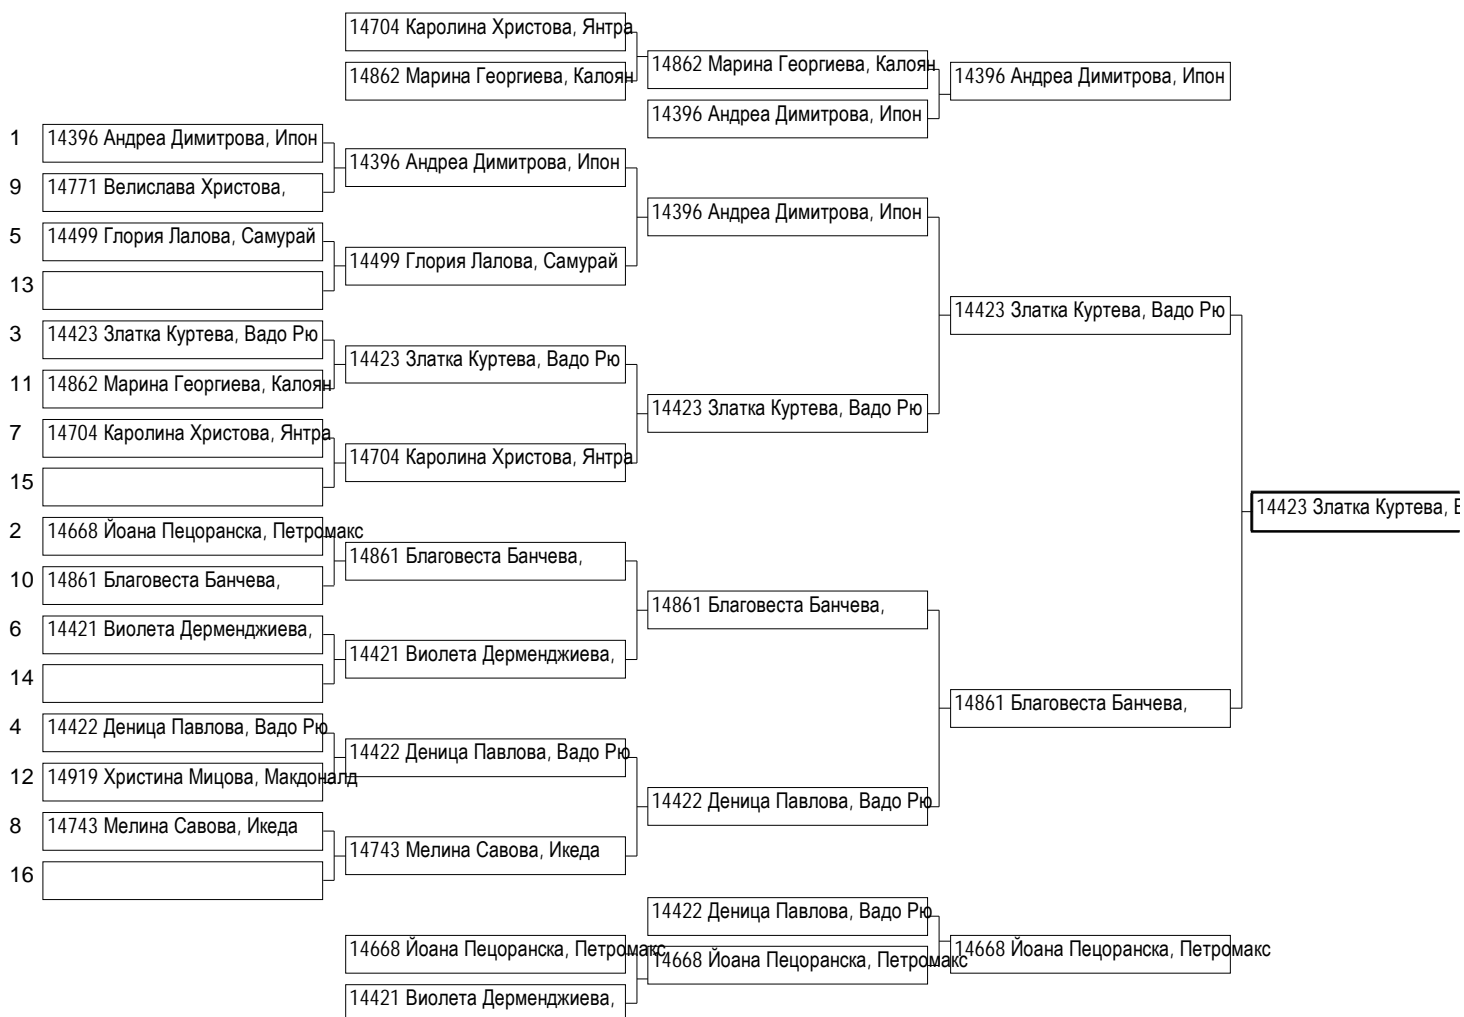 14704 Каролина Христова, Янтра
14862 Марина Георгиева, Калоян
14862 Марина Георгиева, Калоян
14396 Андреа Димитрова, Ипон
14396 Андреа Димитрова, Ипон
1 14396 Андреа Димитрова, Ипон
14396 Андреа Димитрова, Ипон
9 14771 Велислава Христова,
14396 Андреа Димитрова, Ипон
5 14499 Глория Лалова, Самурай
14499 Глория Лалова, Самурай
13
14423 Златка Куртева, Вадо Рю
3 14423 Златка Куртева, Вадо Рю
14423 Златка Куртева, Вадо Рю
11 14862 Марина Георгиева, Калоян
14423 Златка Куртева, Вадо Рю
7 14704 Каролина Христова, Янтра
14704 Каролина Христова, Янтра
15
14423 Златка Куртева, В
2 14668 Йоана Пецоранска, Петромакс
14861 Благовеста Банчева,
10 14861 Благовеста Банчева,
14861 Благовеста Банчева,
6 14421 Виолета Дерменджиева,
14421 Виолета Дерменджиева,
14
14861 Благовеста Банчева,
4 14422 Деница Павлова, Вадо Рю
14422 Деница Павлова, Вадо Рю
12 14919 Христина Мицова, Макдоналд
14422 Деница Павлова, Вадо Рю
8 14743 Мелина Савова, Икеда
14743 Мелина Савова, Икеда
16
14422 Деница Павлова, Вадо Рю
14668 Йоана Пецоранска, Петромакс
14668 Йоана Пецоранска, Петромакс
14668 Йоана Пецоранска, Петромакс
14421 Виолета Дерменджиева,